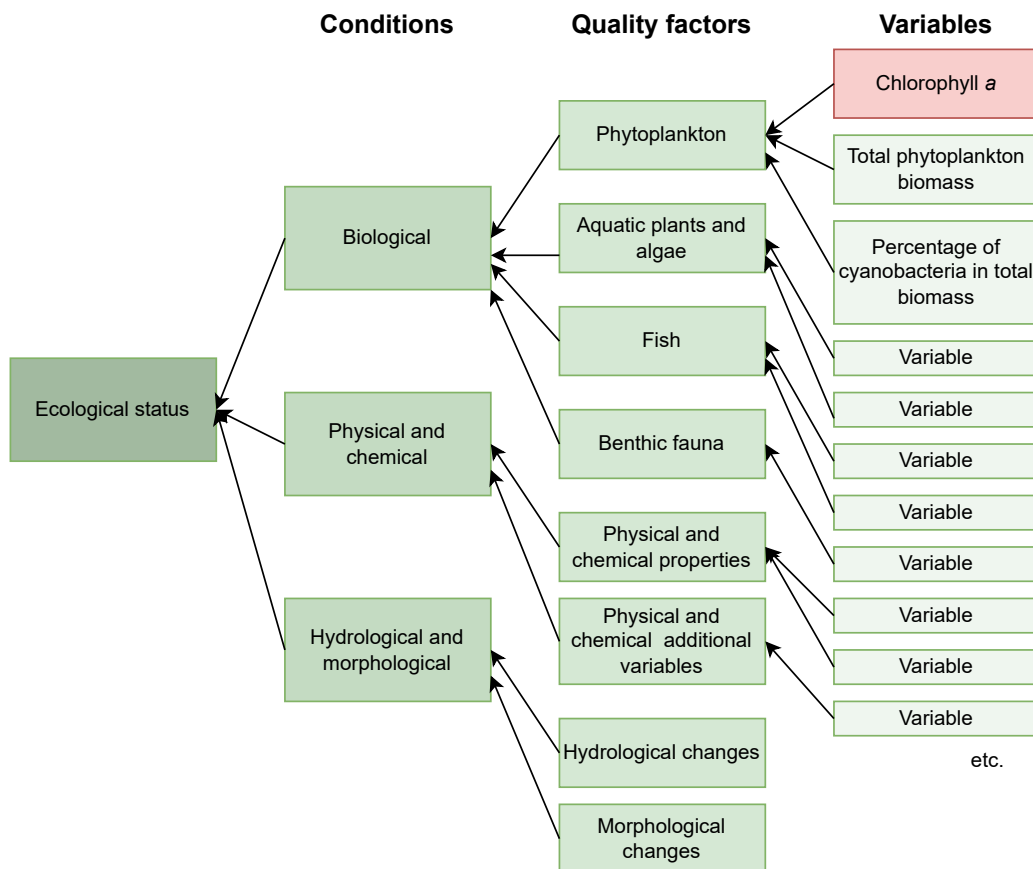 Conditions
Quality factors
Variables
Chlorophyll a
Phytoplankton
Total phytoplankton
biomass
Biological
Aquatic plants and
algae
Percentage of
cyanobacteria in total
biomass
Fish
Variable
Ecological status
Variable
Physical and
chemical
Benthic fauna
Variable
Variable
Physical and
chemical properties
Variable
Hydrological and
morphological
Physical and
chemical additional
variables
Variable
Variable
Variable
Hydrological changes
etc.
Morphological
changes